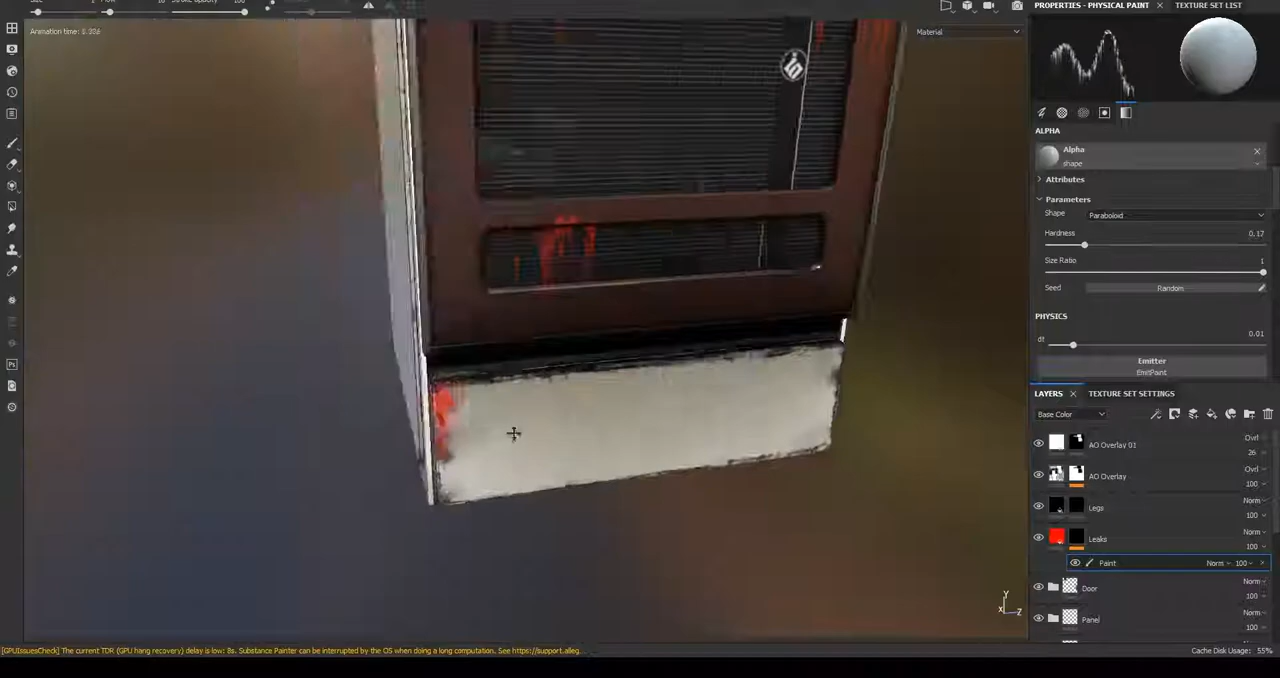 Stroke opacity 100
PROPERTIES - PHYSICAL PAINT
TEXTURE SET LIST
Animation time: 1.336
Material
ALPHA
Alpha
shape
Attributes
Parameters
Shape
Paraboloid
Hardness
0.17
Size Ratio
1
Seed
Random
PHYSICS
dt
0.01
Emitter
EmitPaint
LAYERS
TEXTURE SET SETTINGS
Base Color
AO Overlay 01
Ovrl
26
AO Overlay
Ovrl
100
Legs
Norm
100
Leaks
Norm
100
Paint
Norm
100
Door
Norm
100
Panel
Norm
100
Ps
Y
X
Z
[GPUIssuesCheck] The current TDR (GPU hang recovery) delay is low: 8s. Substance Painter can be interrupted by the OS when doing a long computation. See https://support.alleg...
Cache Disk Usage: 55%